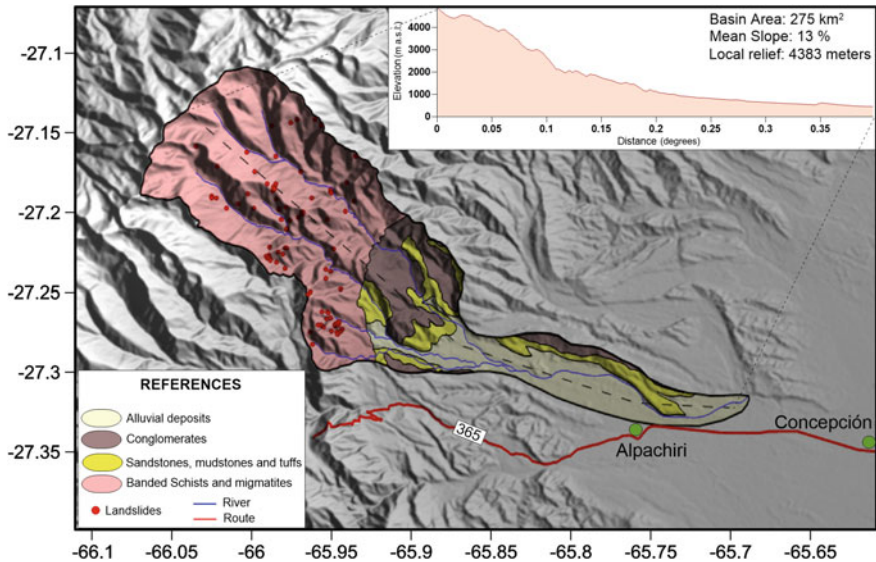 -27.1
-27.15
-27.2
-27.25
-27.3
-27.35
4000
3000
2000
1000
0
Elevation (m a.s.l.)
Basin Area: 275 km²
Mean Slope: 13 %
Local relief: 4383 meters
0 0.05 0.1 0.15 0.2 0.25 0.3 0.35
Distance (degrees)
REFERENCES
Alluvial deposits
Conglomerates
Sandstones, mudstones and tuffs
Banded Schists and migmatites
Landslides
River
Route
365
Alpachiri
Concepción
-66.1 -66.05 -66 -65.95 -65.9 -65.85 -65.8 -65.75 -65.7 -65.65